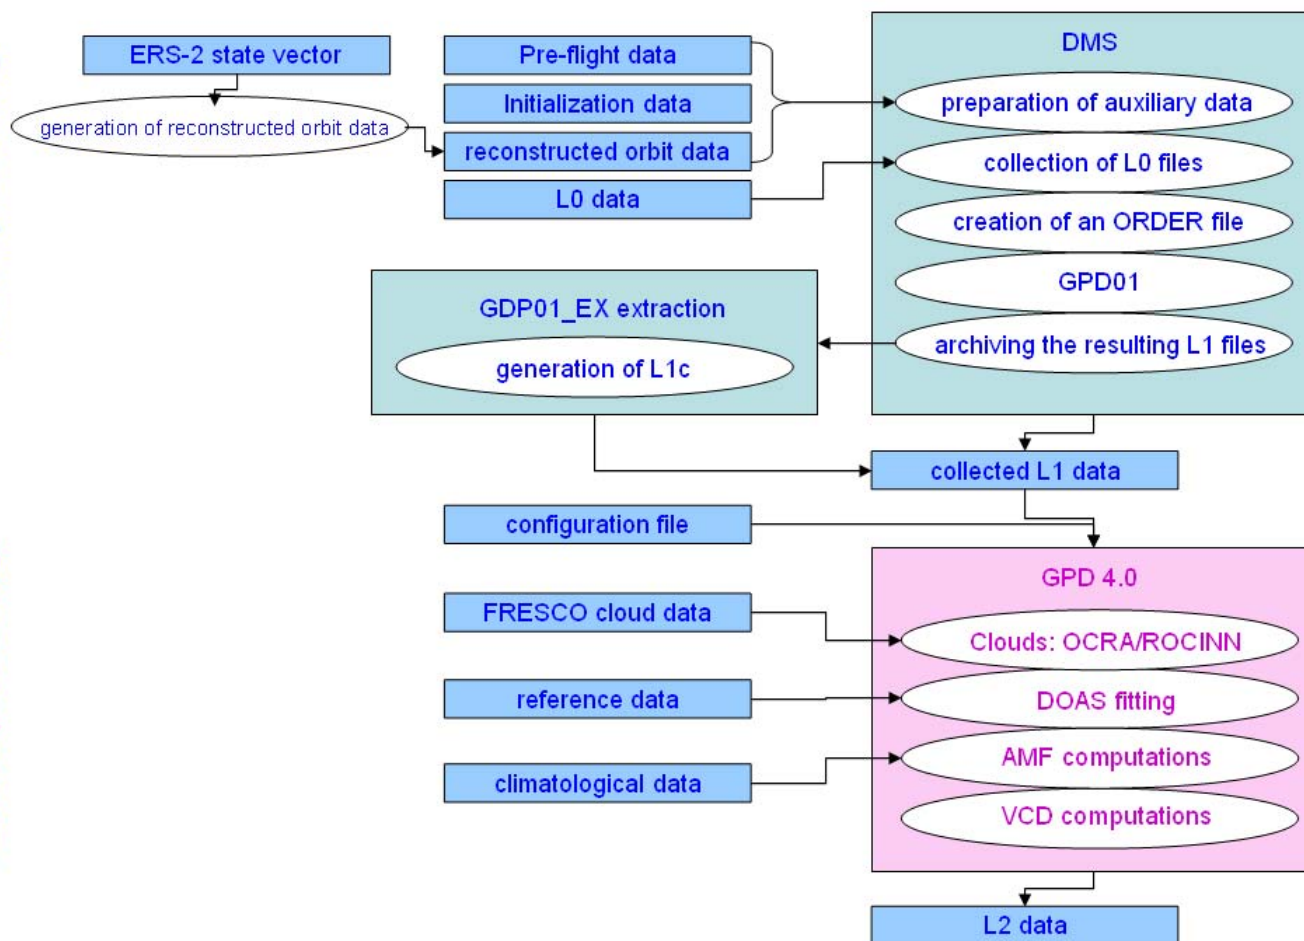 ERS-2 state vector
generation of reconstructed orbit data
Pre-flight data
Initialization data
reconstructed orbit data
L0 data
DMS
preparation of auxiliary data
collection of L0 files
creation of an ORDER file
GPD01
archiving the resulting L1 files
GDP01_EX extraction
generation of L1c
collected L1 data
configuration file
FRESCO cloud data
reference data
climatological data
GPD 4.0
Clouds: OCRA/ROCINN
DOAS fitting
AMF computations
VCD computations
L2 data